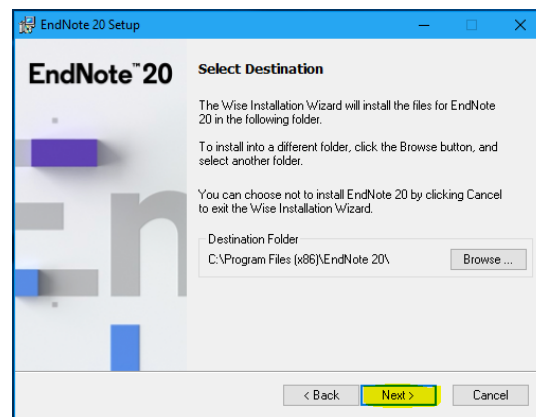 EndNote 20 Setup
EndNote™ 20
Select Destination
The Wise Installation Wizard will install the files for EndNote
20 in the following folder.
To install into a different folder, click the Browse button, and
select another folder.
You can choose not to install EndNote 20 by clicking Cancel
to exit the Wise Installation Wizard.
Destination Folder
C:\Program Files (x86)\EndNote 20\
Browse ...
< Back
Next >
Cancel